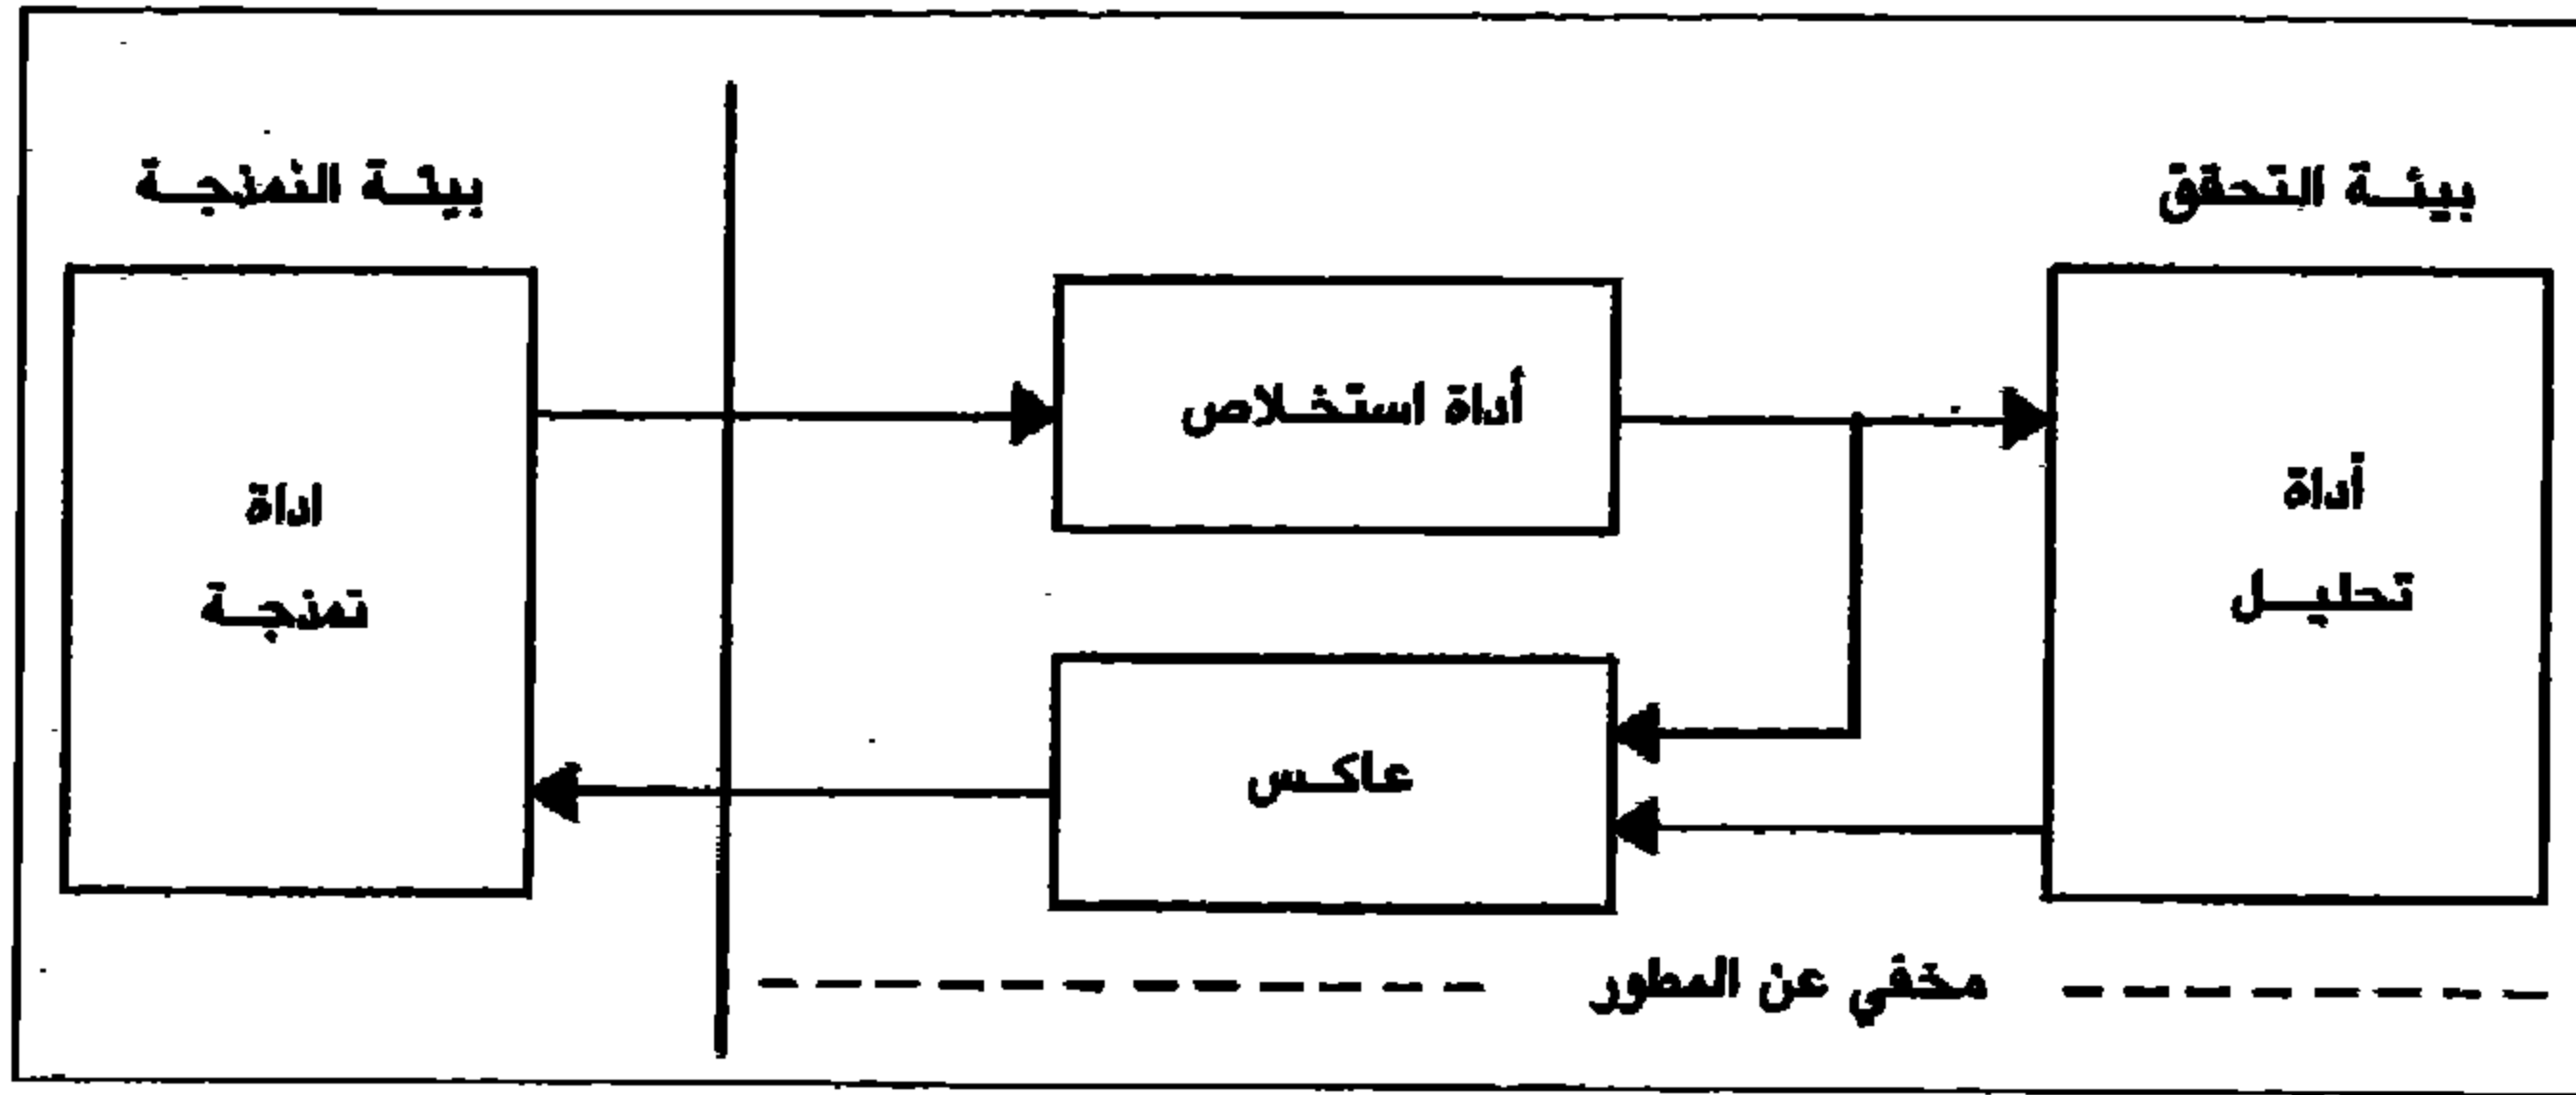 بيئة التحقق
بيئة النمذجة
أداة استخلاص
أداة
تحليل
اداة
نمذجة
عاكس
مخفي عن المطور